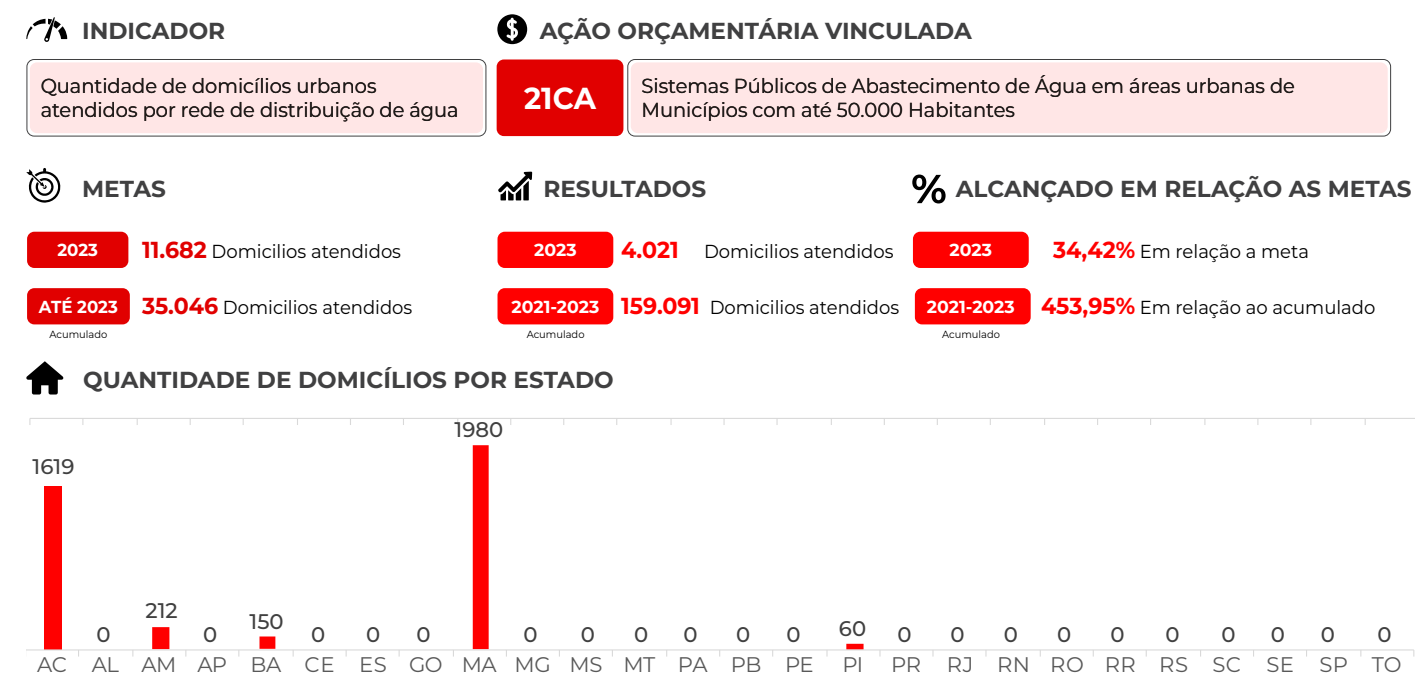 INDICADOR
AÇÃO ORÇAMENTÁRIA VINCULADA
Quantidade de domicílios urbanos
atendidos por rede de distribuição de água
21CA
Sistemas Públicos de Abastecimento de Água em áreas urbanas de
Municípios com até 50.000 Habitantes
METAS
RESULTADOS
% ALCANÇADO EM RELAÇÃO AS METAS
2023 11.682 Domicilios atendidos
2023 4.021 Domicilios atendidos
2023 34,42% Em relação a meta
ATÉ 2023 35.046 Domicilios atendidos
Acumulado
2021-2023 159.091 Domicilios atendidos
Acumulado
2021-2023 453,95% Em relação ao acumulado
Acumulado
QUANTIDADE DE DOMICÍLIOS POR ESTADO
1619 0 212 0 150 0 0 0 1980 0 0 0 0 0 0 60 0 0 0 0 0 0 0 0 0 0
AC AL AM AP BA CE ES GO MA MG MS MT PA PB PE PI PR RJ RN RO RR RS SC SE SP TO